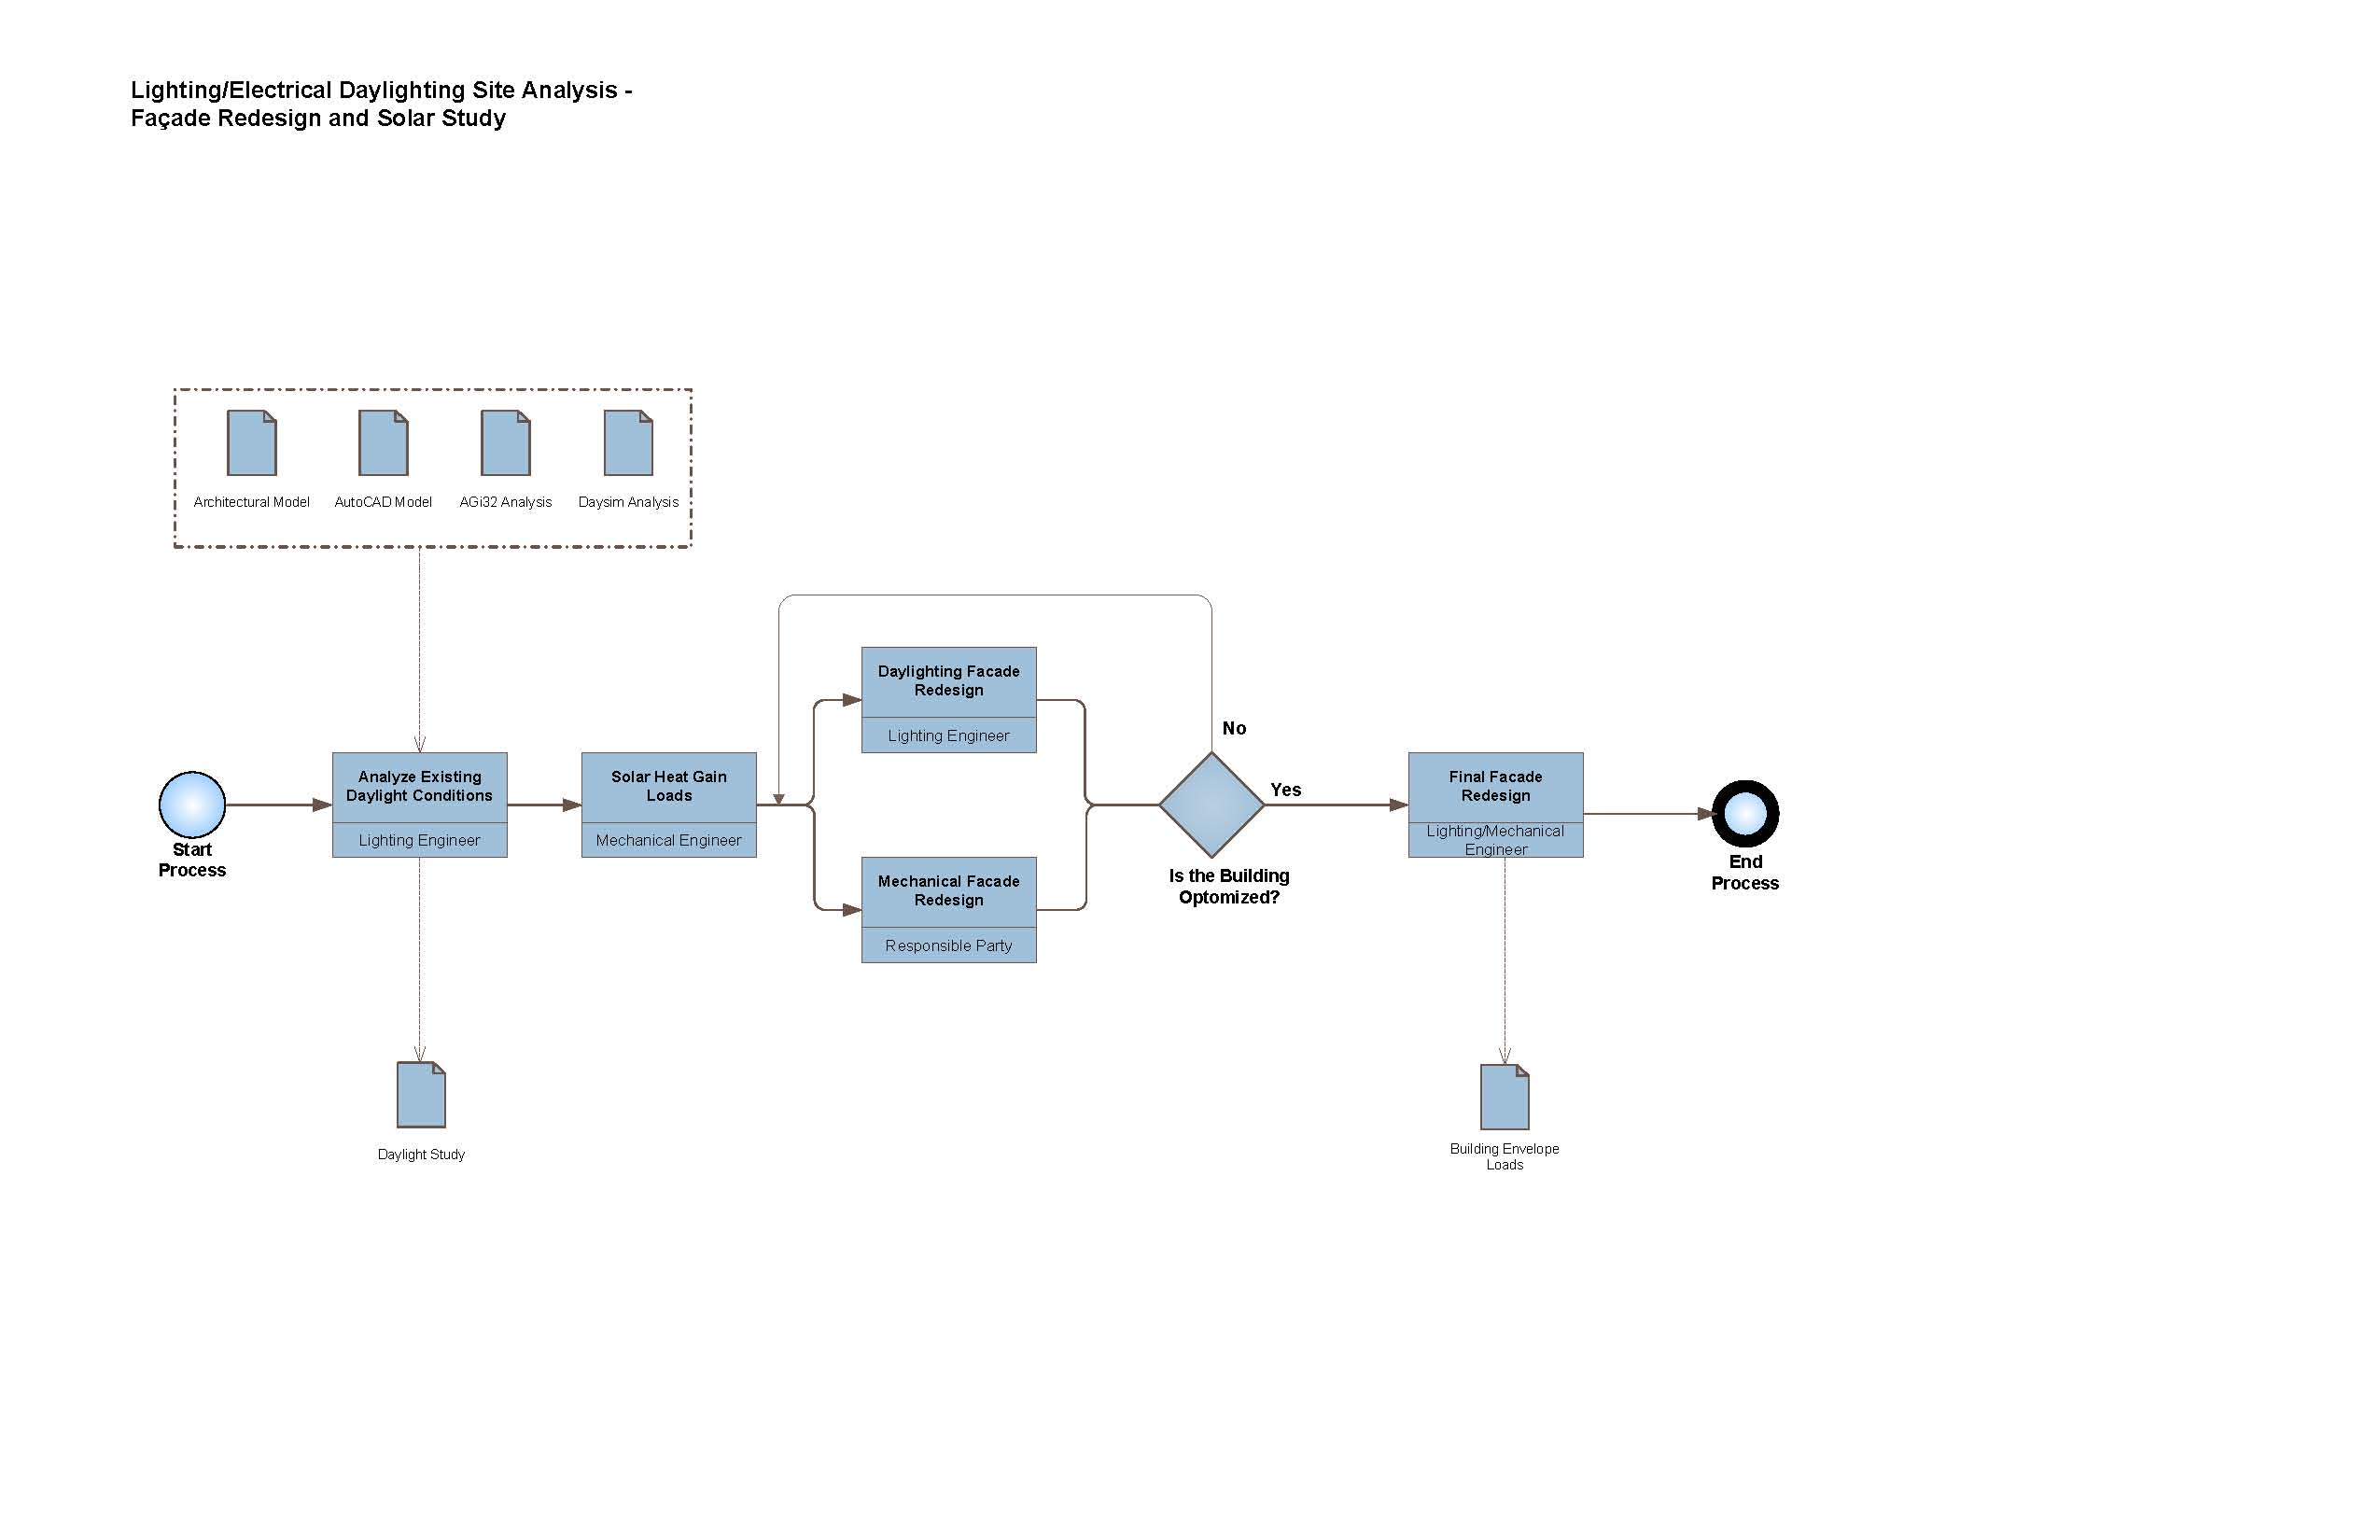 Lighting/Electrical Daylighting Site Analysis -
Façade Redesign and Solar Study
Architectural Model
AutoCAD Model
AGi32 Analysis
Daysim Analysis
Start
Process
Analyze Existing
Daylight Conditions
Lighting Engineer
Solar Heat Gain
Loads
Mechanical Engineer
Daylighting Facade
Redesign
Lighting Engineer
Mechanical Facade
Redesign
Responsible Party
No
Yes
Is the Building
Optomized?
Final Facade
Redesign
Lighting/Mechanical
Engineer
End
Process
Daylight Study
Building Envelope
Loads